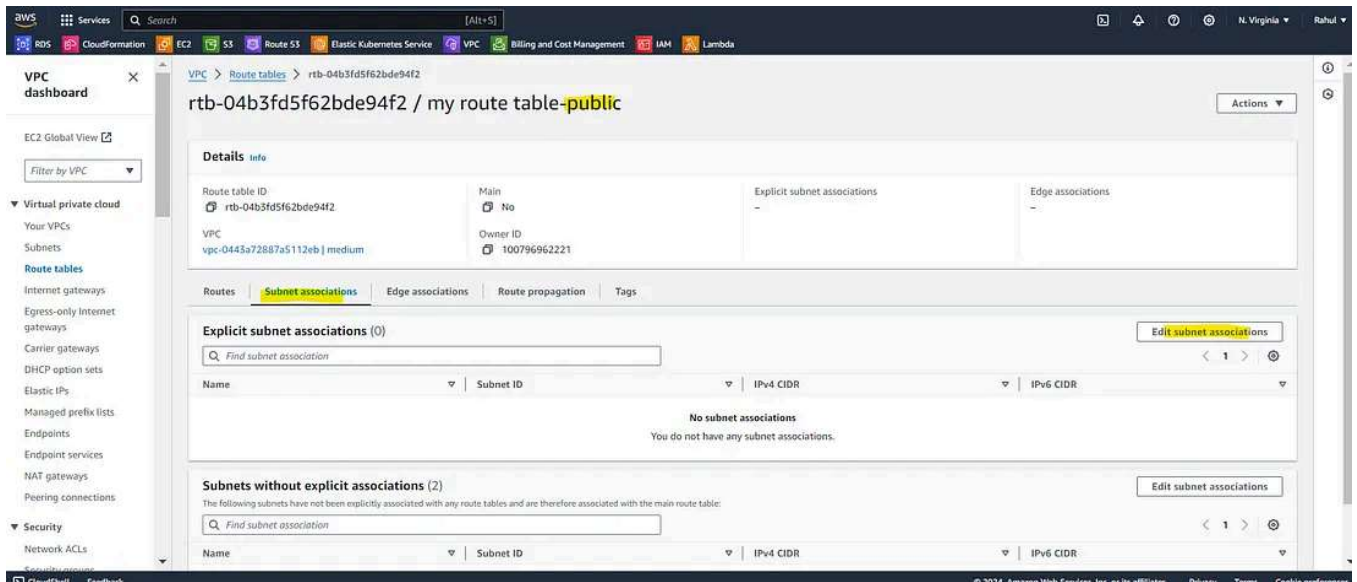 aws Services Search [Alt+S] N. Virginia Rahul
RDS CloudFormation EC2 S3 Route 53 Elastic Kubernetes Service VPC Billing and Cost Management IAM Lambda
VPC dashboard
EC2 Global View
Filter by VPC
Virtual private cloud
Your VPCs
Subnets
Route tables
Internet gateways
Egress-only Internet gateways
Carrier gateways
DHCP option sets
Elastic IPs
Managed prefix lists
Endpoints
Endpoint services
NAT gateways
Peering connections
Security
Network ACLs
Security groups
VPC > Route tables > rtb-04b3fd5f62bde94f2
rtb-04b3fd5f62bde94f2 / my route table-public
Actions
Details Info
Route table ID
rtb-04b3fd5f62bde94f2
Main
No
Explicit subnet associations
–
Edge associations
–
VPC
vpc-0443a72887a5112eb | medium
Owner ID
100796962221
Routes Subnet associations Edge associations Route propagation Tags
Explicit subnet associations (0)
Edit subnet associations
Find subnet association
1
Name Subnet ID IPv4 CIDR IPv6 CIDR
No subnet associations
You do not have any subnet associations.
Subnets without explicit associations (2)
Edit subnet associations
The following subnets have not been explicitly associated with any route tables and are therefore associated with the main route table:
Find subnet association
1
Name Subnet ID IPv4 CIDR IPv6 CIDR
CloudShell Feedback
© 2024, Amazon Web Services, Inc. or its affiliates. Privacy Terms Cookie preferences